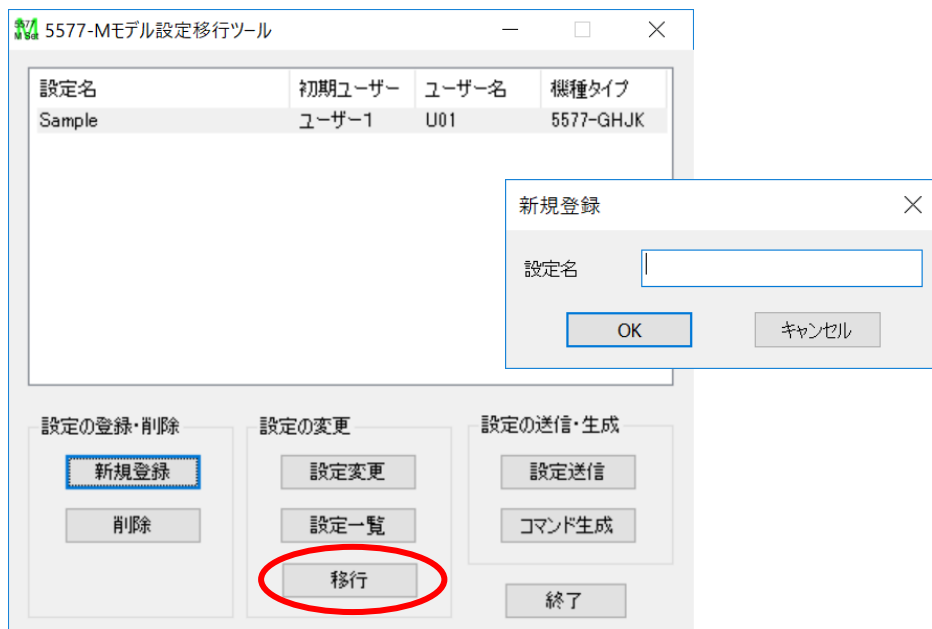 5577-Mモデル設定移行ツール
設定名 初期ユーザー ユーザー名 機種タイプ
Sample ユーザー1 U01 5577-GHJK
新規登録
設定名
OK キャンセル
設定の登録・削除 設定の変更 設定の送信・生成
新規登録 設定変更 設定送信
削除 設定一覧 コマンド生成
移行
終了